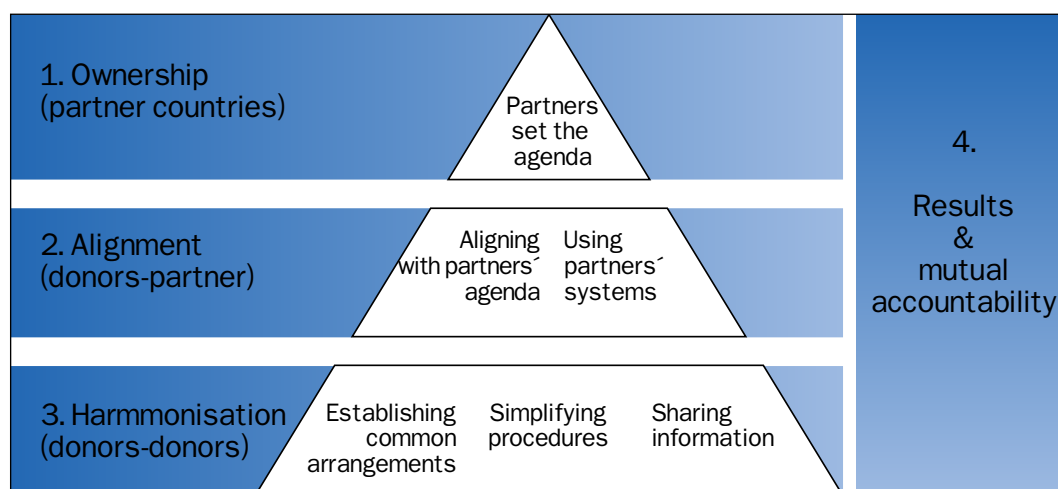 1. Ownership
(partner countries)
Partners
set the
agenda
2. Alignment
(donors-partner)
Aligning
with partners´
agenda
Using
partners´
systems
3. Harmmonisation
(donors-donors)
Establishing
common
arrangements
Simplifying
procedures
Sharing
information
4.
Results
&
mutual
accountability